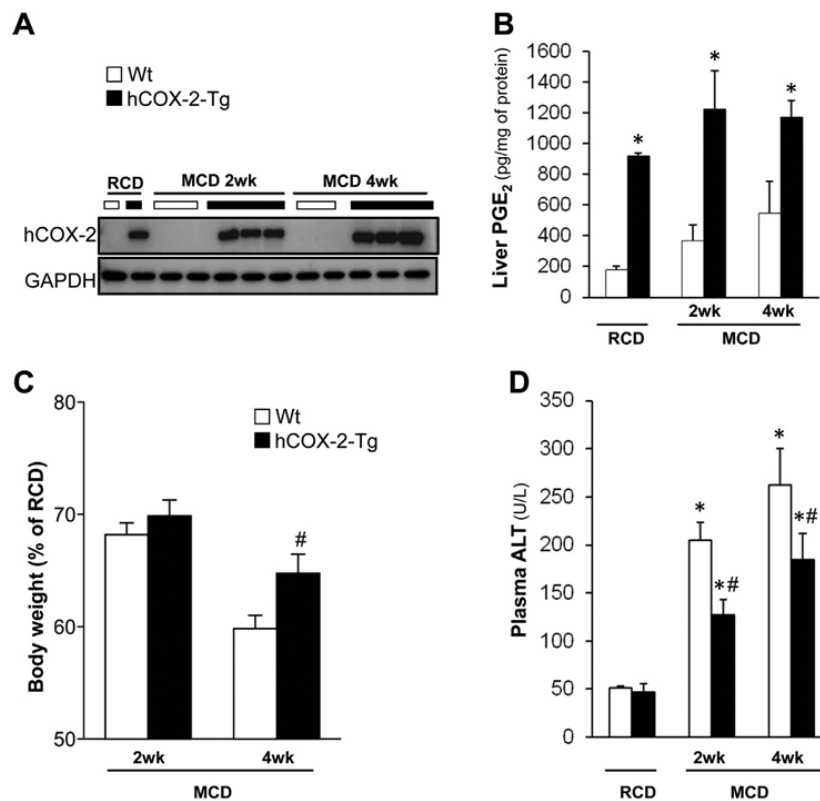 A
Wt
hCOX-2-Tg
RCD MCD 2wk MCD 4wk
hCOX-2
GAPDH
B
Liver PGE₂ (pg/mg of protein)
1600
1400
1200
1000
800
600
400
200
0
*
*
*
2wk 4wk
RCD MCD
C
Wt
hCOX-2-Tg
Body weight (% of RCD)
80
70
60
50
#
2wk 4wk
MCD
D
Plasma ALT (U/L)
350
300
250
200
150
100
50
0
*
*#
*
*#
2wk 4wk
RCD MCD